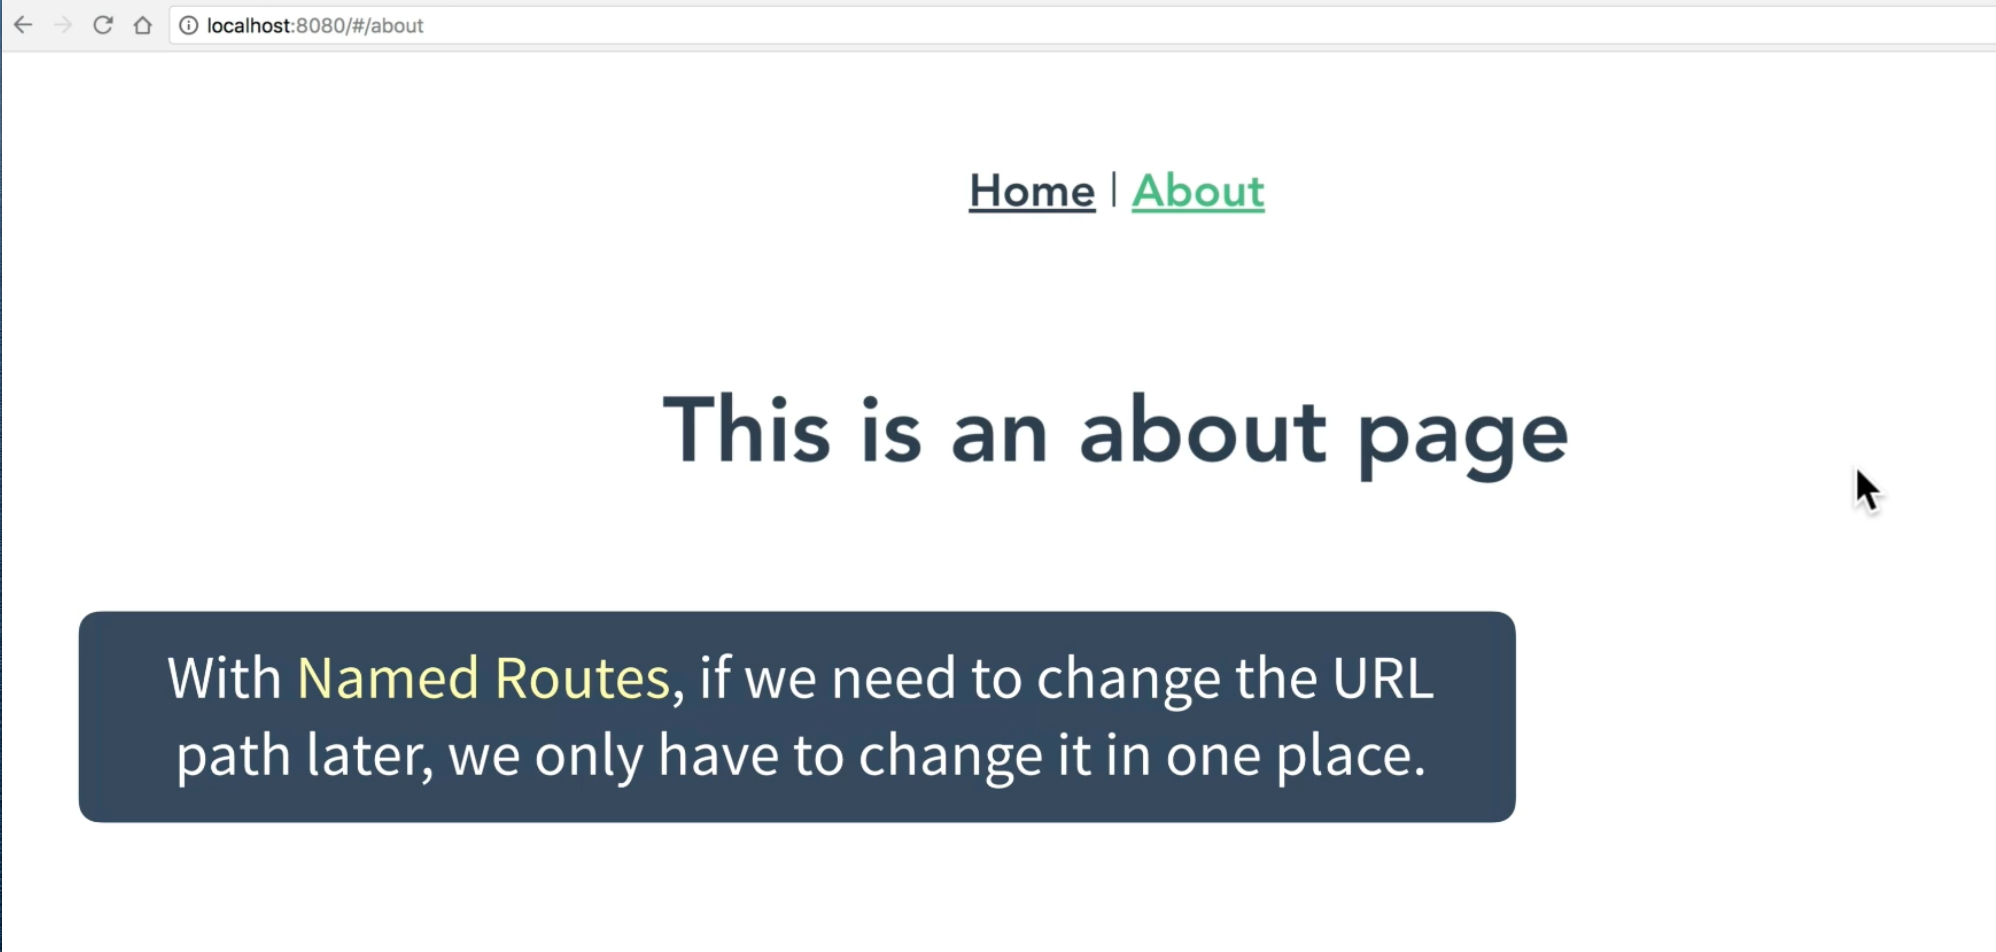 localhost:8080/#/about
Home | About
This is an about page
With Named Routes, if we need to change the URL
path later, we only have to change it in one place.